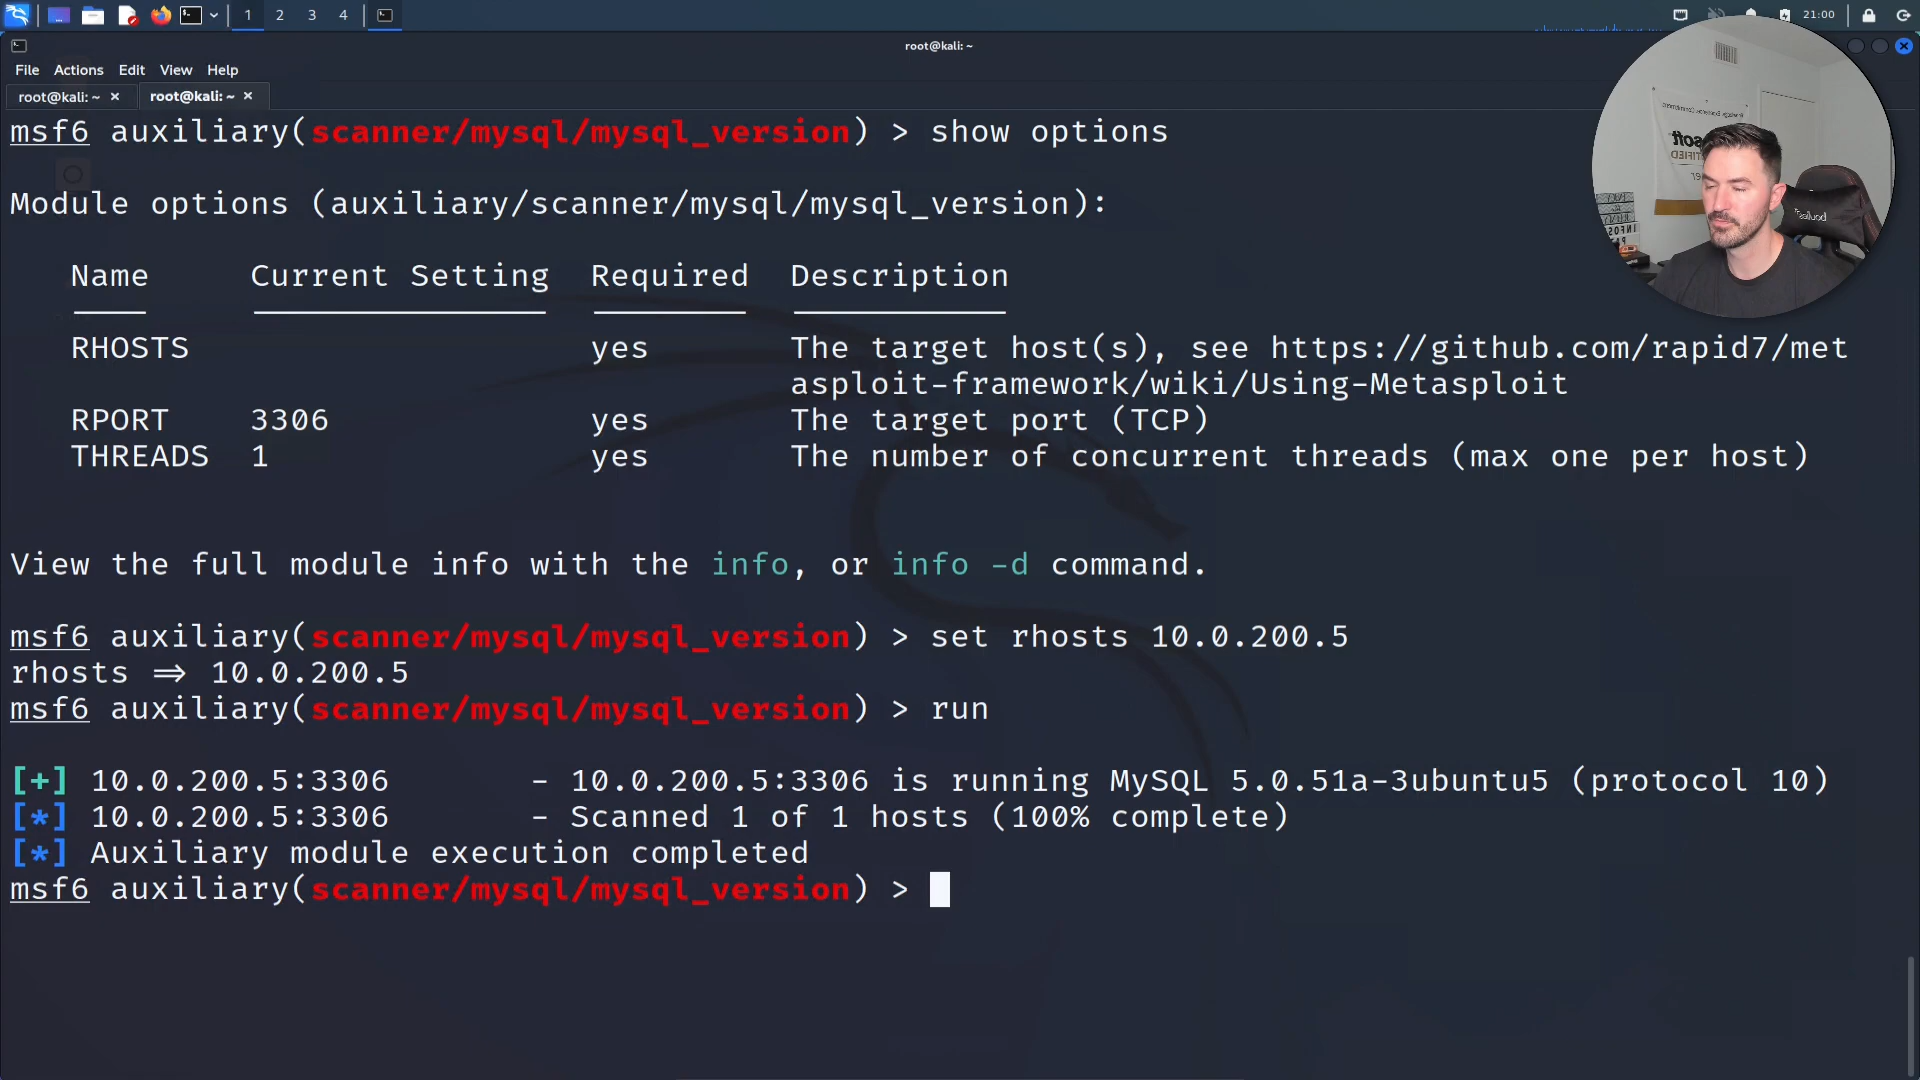 1 2 3 4
21:00
root@kali: ~
File Actions Edit View Help
root@kali: ~ × root@kali: ~ ×
msf6 auxiliary(scanner/mysql/mysql_version) > show options
Module options (auxiliary/scanner/mysql/mysql_version):
Name Current Setting Required Description
RHOSTS yes The target host(s), see https://github.com/rapid7/met
asploit-framework/wiki/Using-Metasploit
RPORT 3306 yes The target port (TCP)
THREADS 1 yes The number of concurrent threads (max one per host)
View the full module info with the info, or info -d command.
msf6 auxiliary(scanner/mysql/mysql_version) > set rhosts 10.0.200.5
rhosts ⇒ 10.0.200.5
msf6 auxiliary(scanner/mysql/mysql_version) > run
[+] 10.0.200.5:3306 - 10.0.200.5:3306 is running MySQL 5.0.51a-3ubuntu5 (protocol 10)
[*] 10.0.200.5:3306 - Scanned 1 of 1 hosts (100% complete)
[*] Auxiliary module execution completed
msf6 auxiliary(scanner/mysql/mysql_version) >